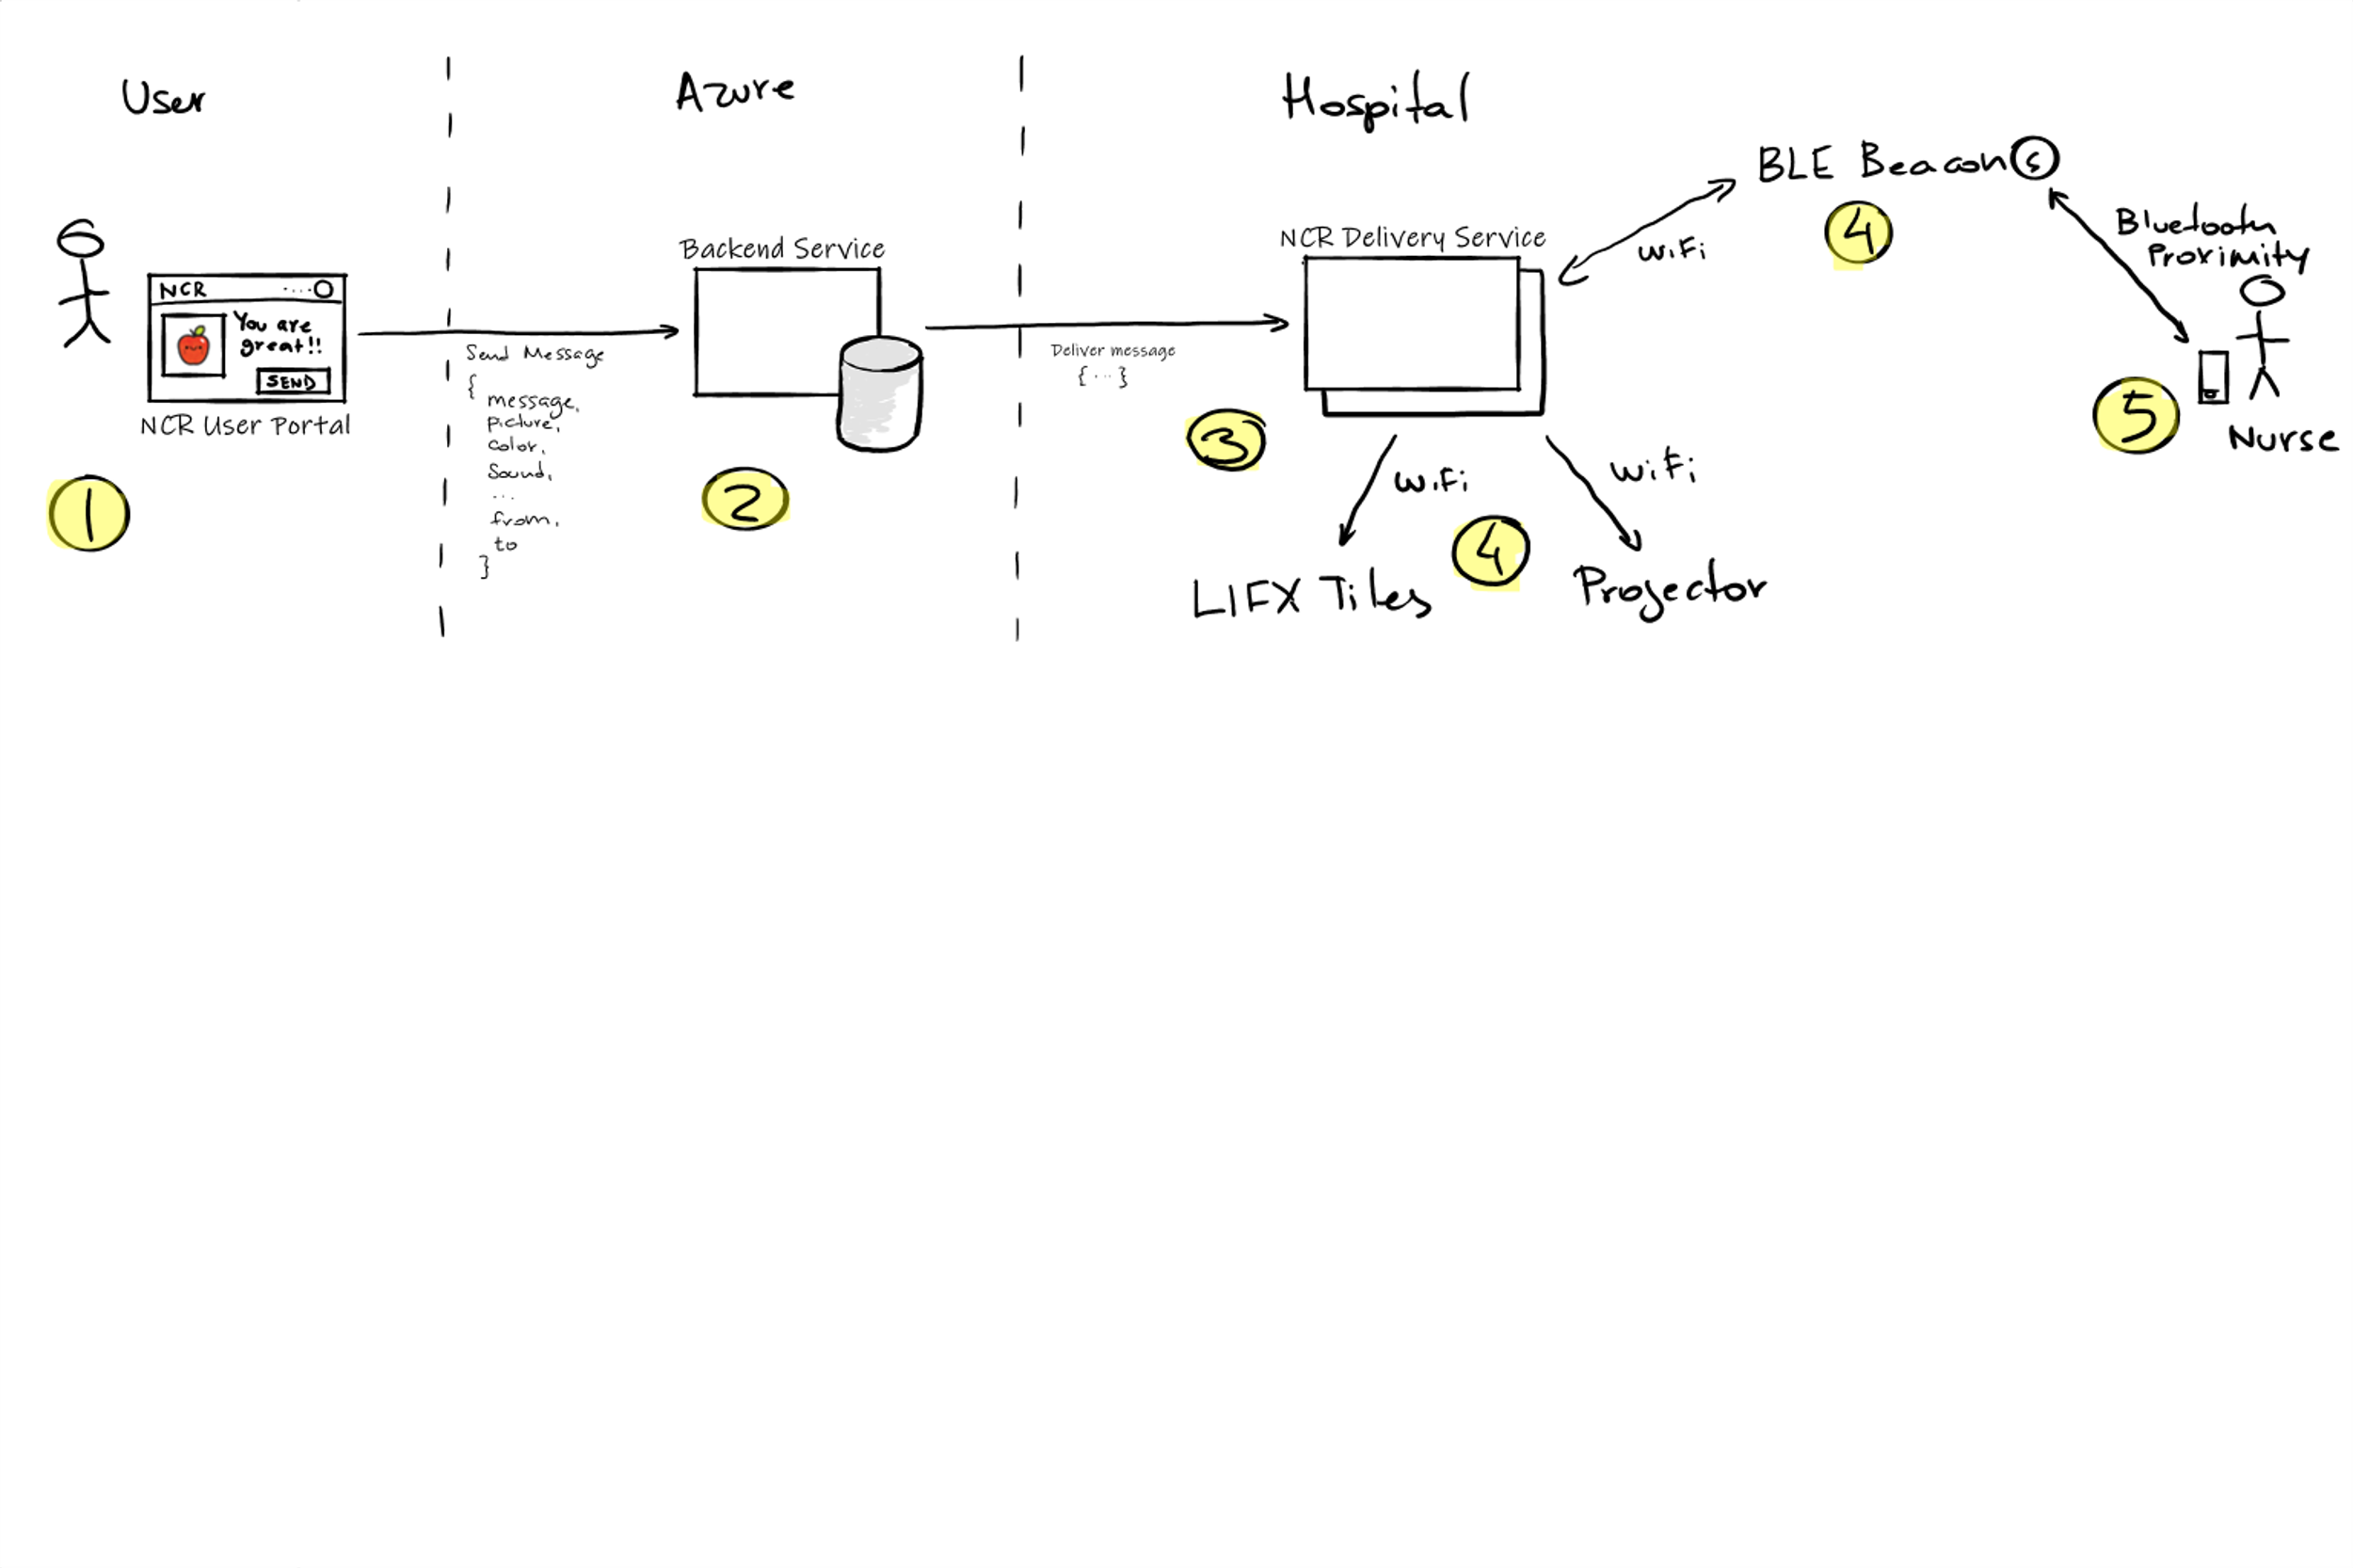 User
Azure
Hospital
NCR ....O
You are
great!!
SEND
NCR User Portal
1
Send Message
{
message,
picture,
color,
Sound,
...
from,
to
}
Backend Service
2
Deliver message
{ ... }
NCR Delivery Service
3
WiFi
BLE Beacon(s)
4
Bluetooth
Proximity
5
Nurse
WiFi
4
WiFi
LIFX Tiles
Projector